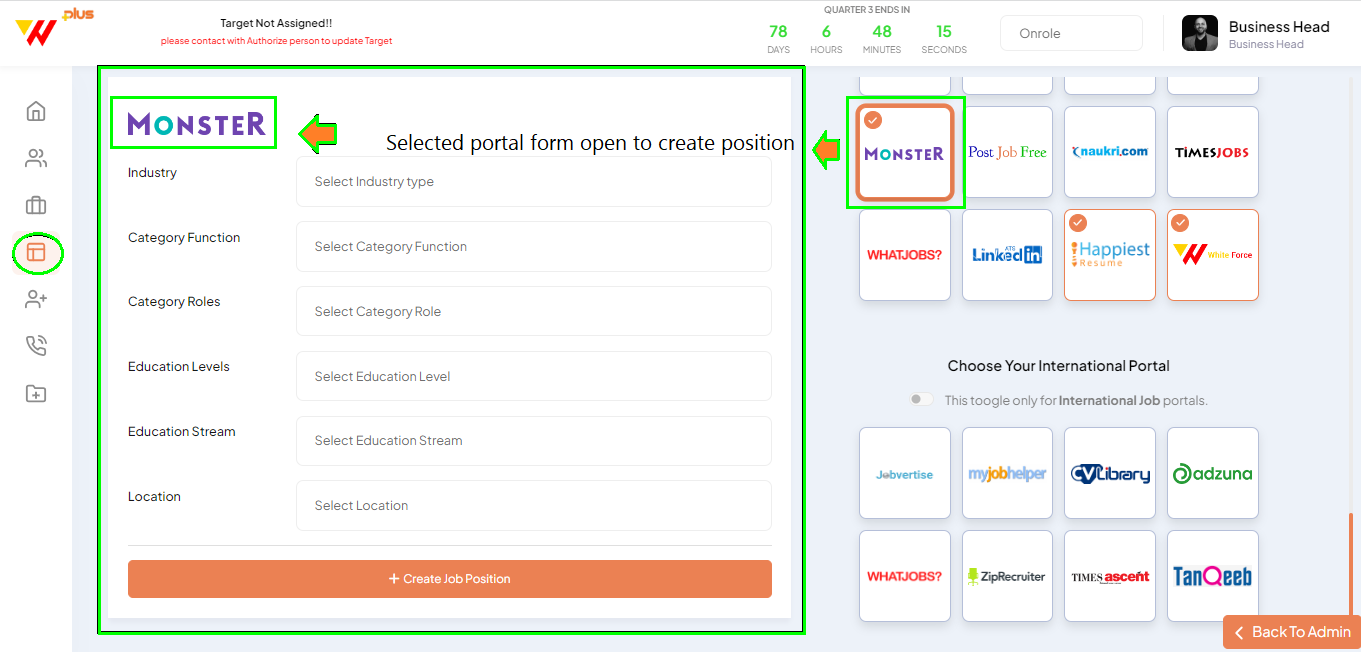 plus
W
Target Not Assigned!!
please contact with Authorize person to update Target
QUARTER 3 ENDS IN
78 6 48 15
DAYS HOURS MINUTES SECONDS
Onrole
Business Head
Business Head
MONSTER
Selected portal form open to create position
Industry
Select Industry type
Category Function
Select Category Function
Category Roles
Select Category Role
Education Levels
Select Education Level
Education Stream
Select Education Stream
Location
Select Location
+ Create Job Position
MONSTER
Post Job Free
naukri.com
TIMESJOBS
WHATJOBS?
ATS
Linked in
Happiest
Resume
White Force
Choose Your International Portal
This toogle only for International Job portals.
Jobvertise
myjobhelper
CVLibrary
adzuna
WHATJOBS?
ZipRecruiter
TIMES ascent
TanQeeb
Back To Admin